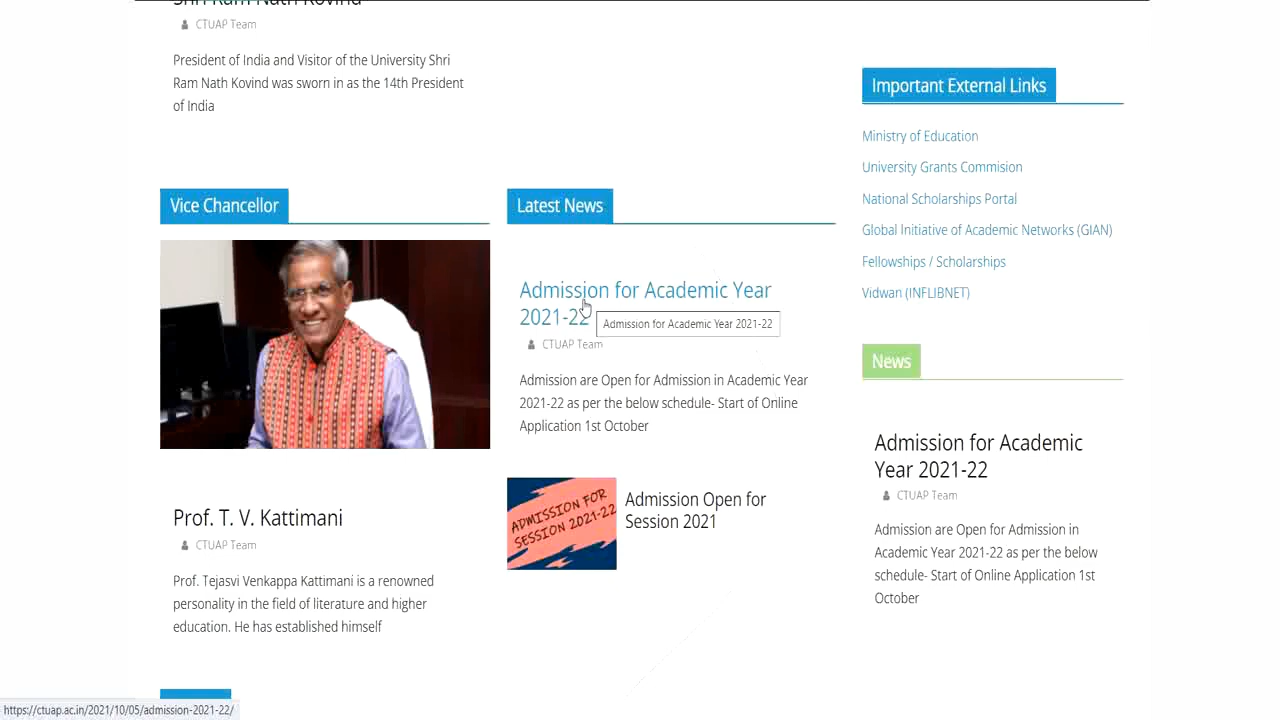 Shri Ram Nath Kovind
CTUAP Team
President of India and Visitor of the University Shri
Ram Nath Kovind was sworn in as the 14th President
of India
Vice Chancellor
Prof. T. V. Kattimani
CTUAP Team
Prof. Tejasvi Venkappa Kattimani is a renowned
personality in the field of literature and higher
education. He has established himself
Latest News
Admission for Academic Year
2021-22
Admission for Academic Year 2021-22
CTUAP Team
Admission are Open for Admission in Academic Year
2021-22 as per the below schedule- Start of Online
Application 1st October
ADMISSION FOR
SESSION 2021-22
Admission Open for
Session 2021
Important External Links
Ministry of Education
University Grants Commision
National Scholarships Portal
Global Initiative of Academic Networks (GIAN)
Fellowships / Scholarships
Vidwan (INFLIBNET)
News
Admission for Academic
Year 2021-22
CTUAP Team
Admission are Open for Admission in
Academic Year 2021-22 as per the below
schedule- Start of Online Application 1st
October
https://ctuap.ac.in/2021/10/05/admission-2021-22/